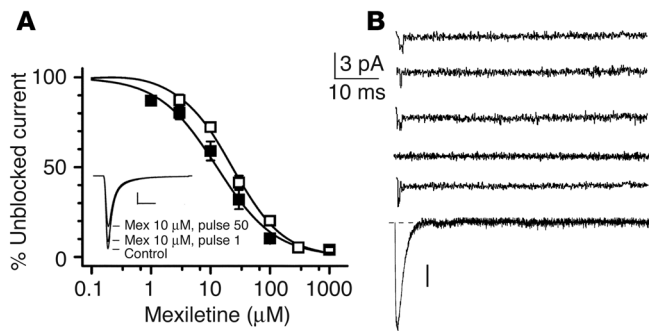 A
B
% Unblocked current
100
50
0
Mex 10 μM, pulse 50
Mex 10 μM, pulse 1
Control
0.1
1
10
100
1000
Mexiletine (μM)
3 pA
10 ms